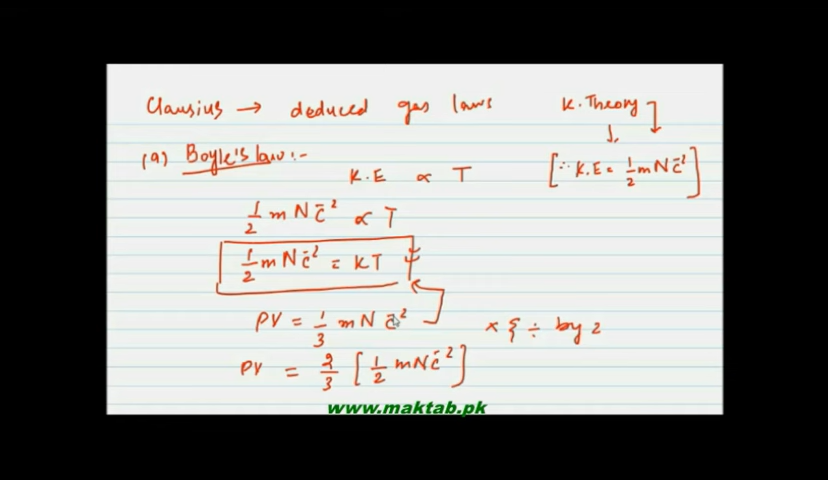 Clausius → deduced gas laws K. Theory
(a) Boyle's law :-
[∵ K.E = 1/2 mNc̄²]
K.E ∝ T
1/2 mNc̄² ∝ T
1/2 mNc̄² = KT
PV = 1/3 mNc̄² × & ÷ by 2
PV = 2/3 [1/2 mNc̄²]
www.maktab.pk